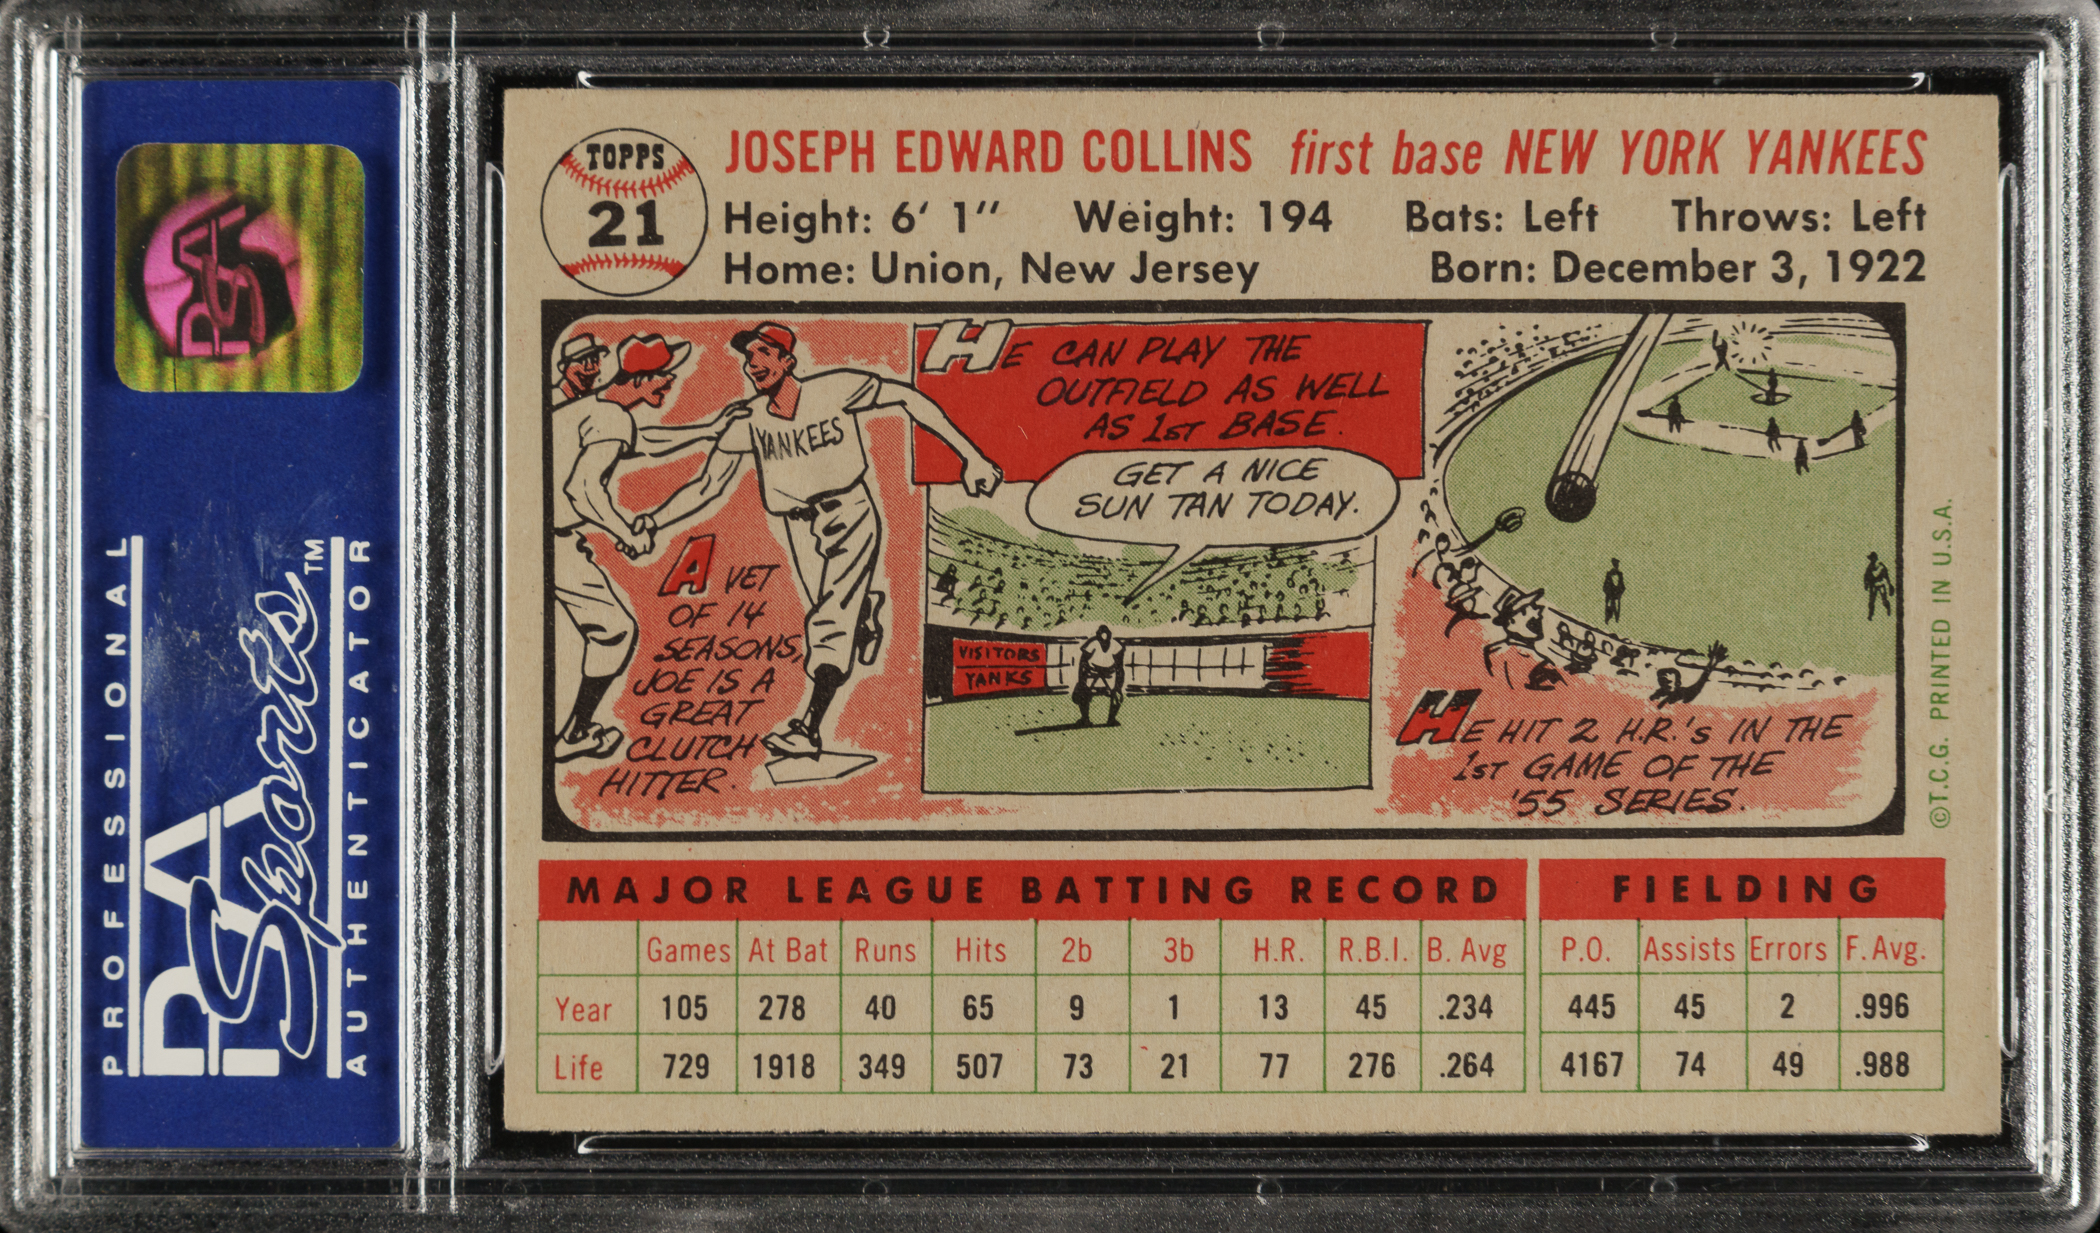 PSA
PROFESSIONAL
PSA Sports™
AUTHENTICATOR
TOPPS
21
JOSEPH EDWARD COLLINS first base NEW YORK YANKEES
Height: 6' 1" Weight: 194 Bats: Left Throws: Left
Home: Union, New Jersey Born: December 3, 1922
YANKEES
A VET
OF 14
SEASONS,
JOE IS A
GREAT
CLUTCH
HITTER.
HE CAN PLAY THE
OUTFIELD AS WELL
AS 1ST BASE.
GET A NICE
SUN TAN TODAY.
VISITORS
YANKS
HE HIT 2 H.R.'s IN THE
1ST GAME OF THE
'55 SERIES.
©T.C.G. PRINTED IN U.S.A.
MAJOR LEAGUE BATTING RECORD FIELDING
Games At Bat Runs Hits 2b 3b H.R. R.B.I. B. Avg P.O. Assists Errors F. Avg.
Year 105 278 40 65 9 1 13 45 .234 445 45 2 .996
Life 729 1918 349 507 73 21 77 276 .264 4167 74 49 .988